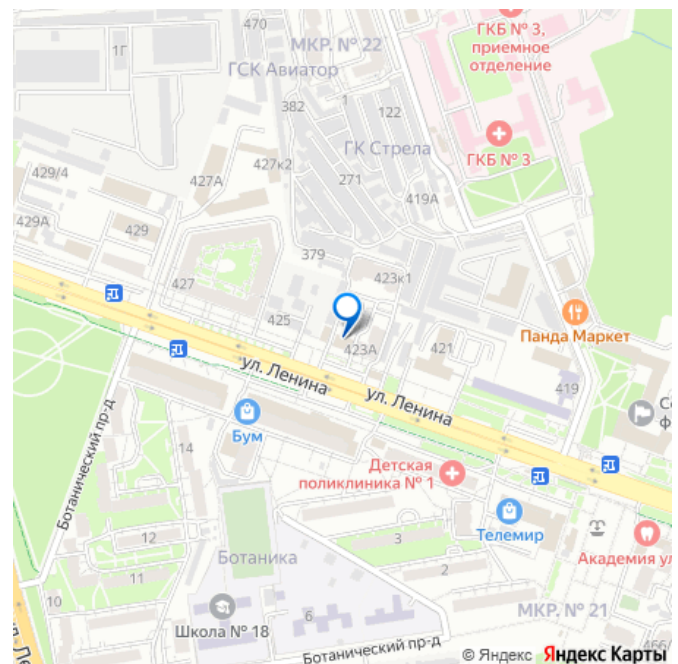 470
МКР. № 22
1Г
ГСК Авиатор
ГКБ № 3,
приемное
отделение
382
1
122
ГКБ № 3
ГК Стрела
427к2
429/4
427А
271
419А
429А
429
379
423к1
427
425
Панда Маркет
423А
421
ул. Ленина
ул. Ленина
419
Бум
Ботанический пр-д
14
Детская
поликлиника № 1
Телемир
12
3
Ботаника
11
2
10
6
МКР. № 21
Школа № 18
Ботанический пр-д
© Яндекс Яндекс Карты